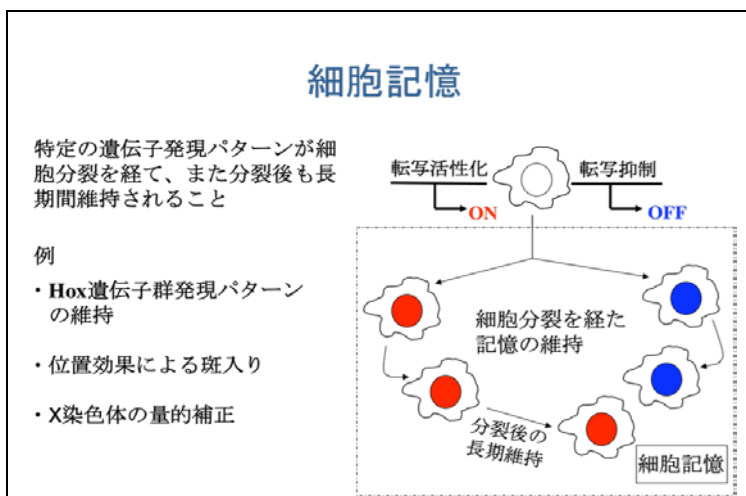 細胞記憶
特定の遺伝子発現パターンが細
胞分裂を経て、また分裂後も長
期間維持されること
例
・Hox遺伝子群発現パターン
の維持
・位置効果による斑入り
・X染色体の量的補正
転写活性化
ON
転写抑制
OFF
細胞分裂を経た
記憶の維持
分裂後の
長期維持
細胞記憶